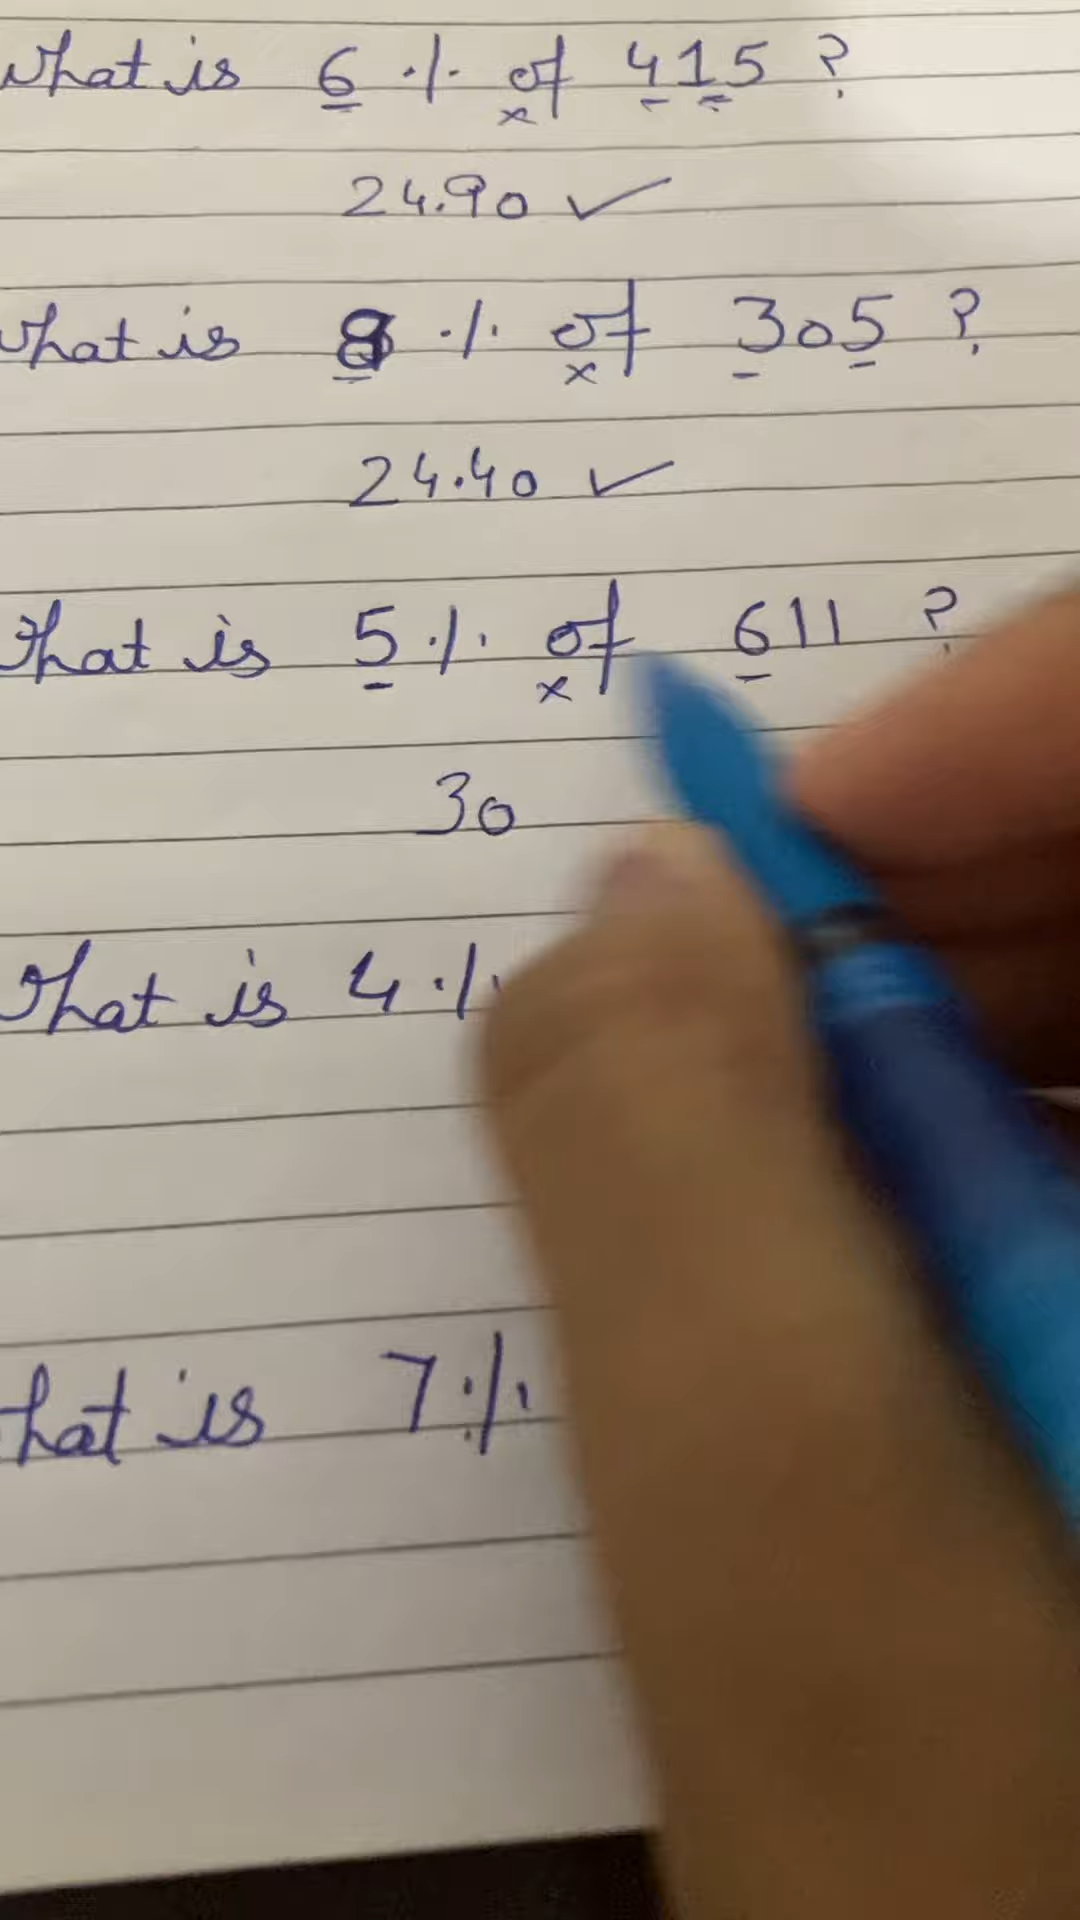 What is 6 % of 415 ?
x
24.90 ✓
What is 8 % of 305 ?
x
24.40 ✓
What is 5 % of 611 ?
x
30
What is 4 %
hat is 7 %